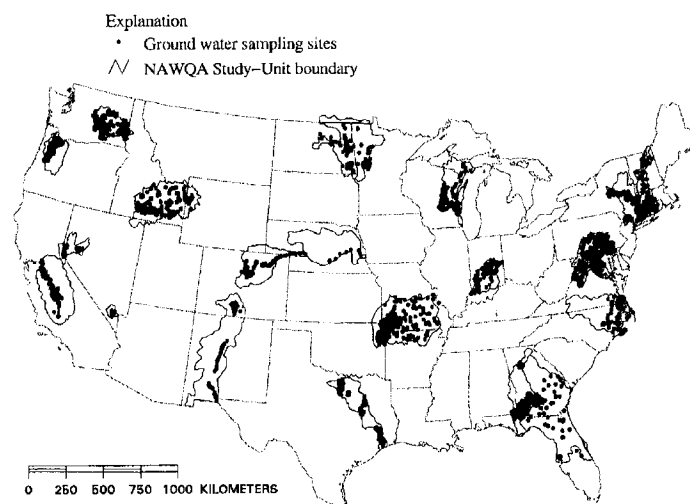 Explanation
Ground water sampling sites
NAWQA Study-Unit boundary
0 250 500 750 1000 KILOMETERS